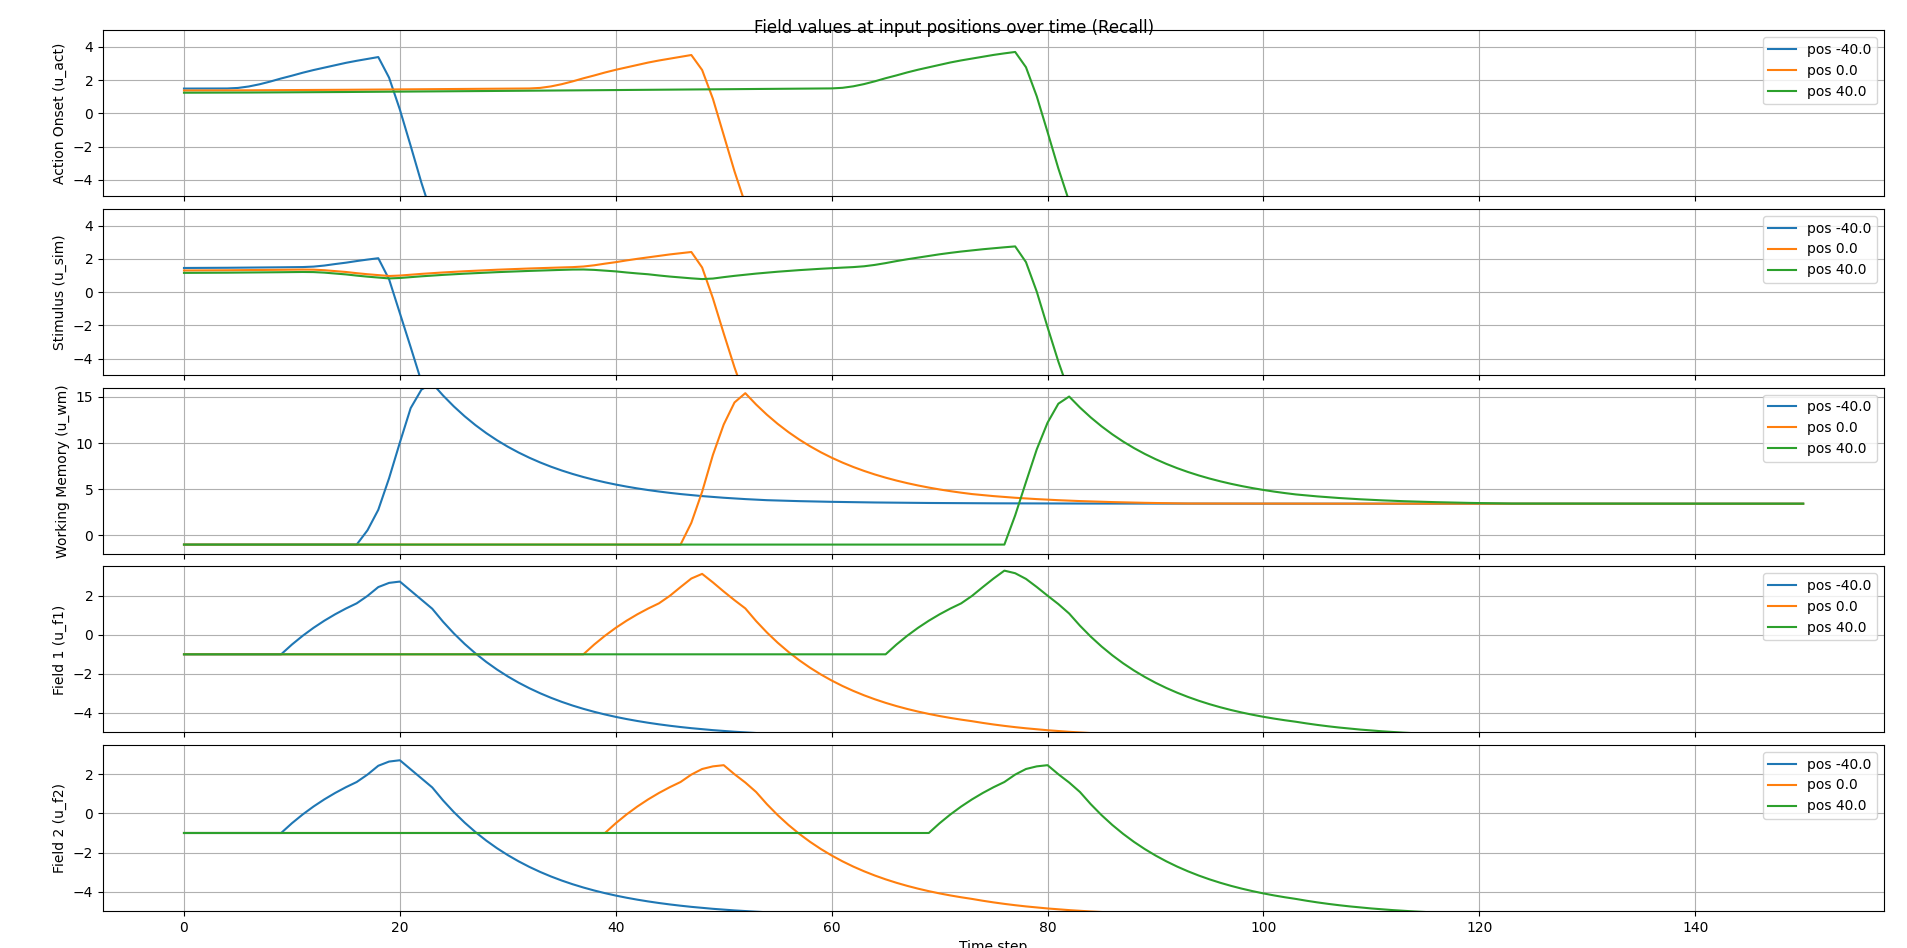 Field values at input positions over time (Recall)
Action Onset (u_act)
4
2
0
−2
−4
pos -40.0
pos 0.0
pos 40.0
Stimulus (u_sim)
4
2
0
−2
−4
pos -40.0
pos 0.0
pos 40.0
Working Memory (u_wm)
15
10
5
0
pos -40.0
pos 0.0
pos 40.0
Field 1 (u_f1)
2
0
−2
−4
pos -40.0
pos 0.0
pos 40.0
Field 2 (u_f2)
2
0
−2
−4
pos -40.0
pos 0.0
pos 40.0
0 20 40 60 80 100 120 140
Time step